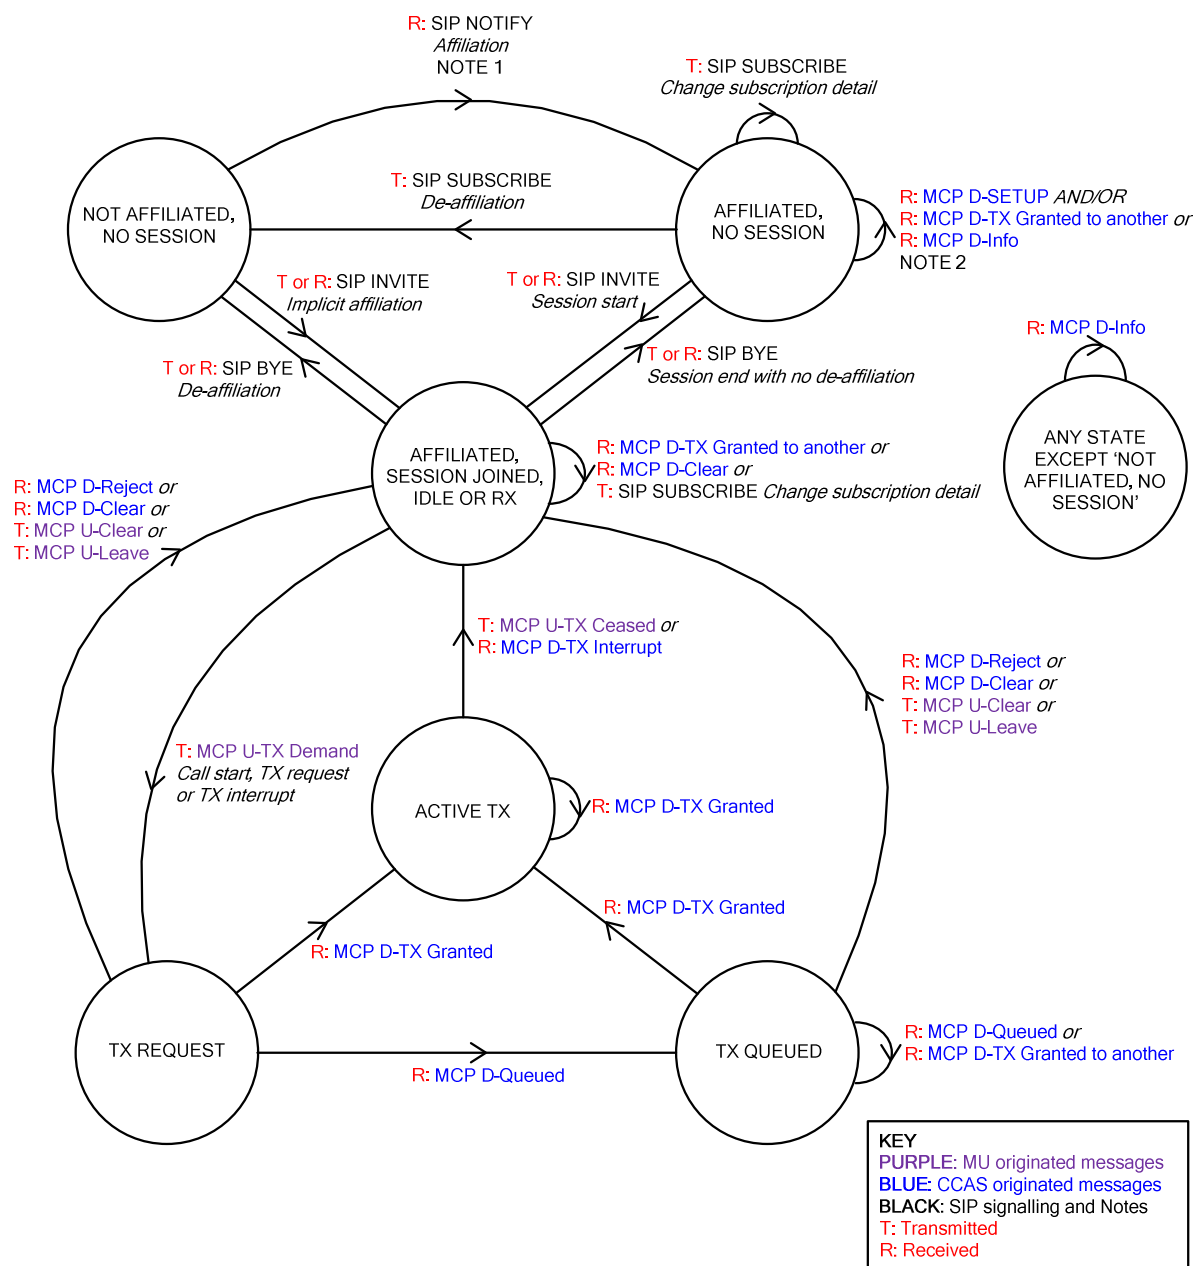 R: SIP NOTIFY
Affiliation
NOTE 1
T: SIP SUBSCRIBE
Change subscription detail
NOT AFFILIATED,
NO SESSION
T: SIP SUBSCRIBE
De-affiliation
AFFILIATED,
NO SESSION
R: MCP D-SETUP AND/OR
R: MCP D-TX Granted to another or
R: MCP D-Info
NOTE 2
T or R: SIP INVITE
Implicit affiliation
T or R: SIP INVITE
Session start
T or R: SIP BYE
De-affiliation
T or R: SIP BYE
Session end with no de-affiliation
R: MCP D-Info
ANY STATE
EXCEPT ‘NOT
AFFILIATED, NO
SESSION’
AFFILIATED,
SESSION JOINED,
IDLE OR RX
R: MCP D-TX Granted to another or
R: MCP D-Clear or
T: SIP SUBSCRIBE Change subscription detail
R: MCP D-Reject or
R: MCP D-Clear or
T: MCP U-Clear or
T: MCP U-Leave
T: MCP U-TX Ceased or
R: MCP D-TX Interrupt
R: MCP D-Reject or
R: MCP D-Clear or
T: MCP U-Clear or
T: MCP U-Leave
T: MCP U-TX Demand
Call start, TX request
or TX interrupt
ACTIVE TX
R: MCP D-TX Granted
R: MCP D-TX Granted
R: MCP D-TX Granted
TX REQUEST
R: MCP D-Queued
TX QUEUED
R: MCP D-Queued or
R: MCP D-TX Granted to another
KEY
PURPLE: MU originated messages
BLUE: CCAS originated messages
BLACK: SIP signalling and Notes
T: Transmitted
R: Received